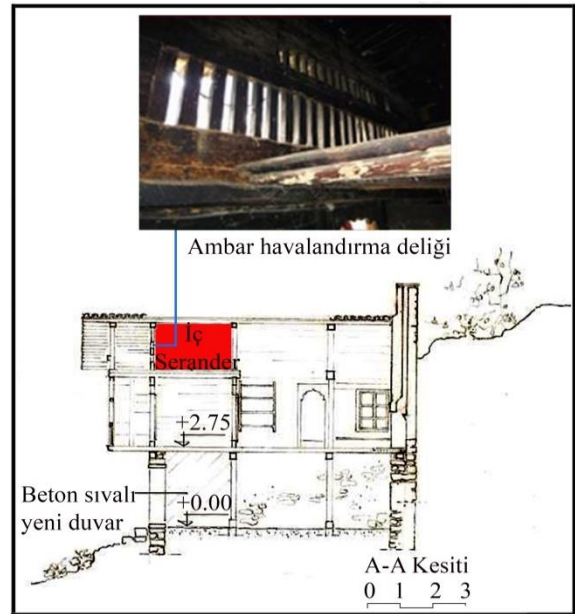 Ambar havalandırma deliği
İç
Serander
+2.75
Beton sıvalı
yeni duvar
+0.00
A-A Kesiti
0 1 2 3